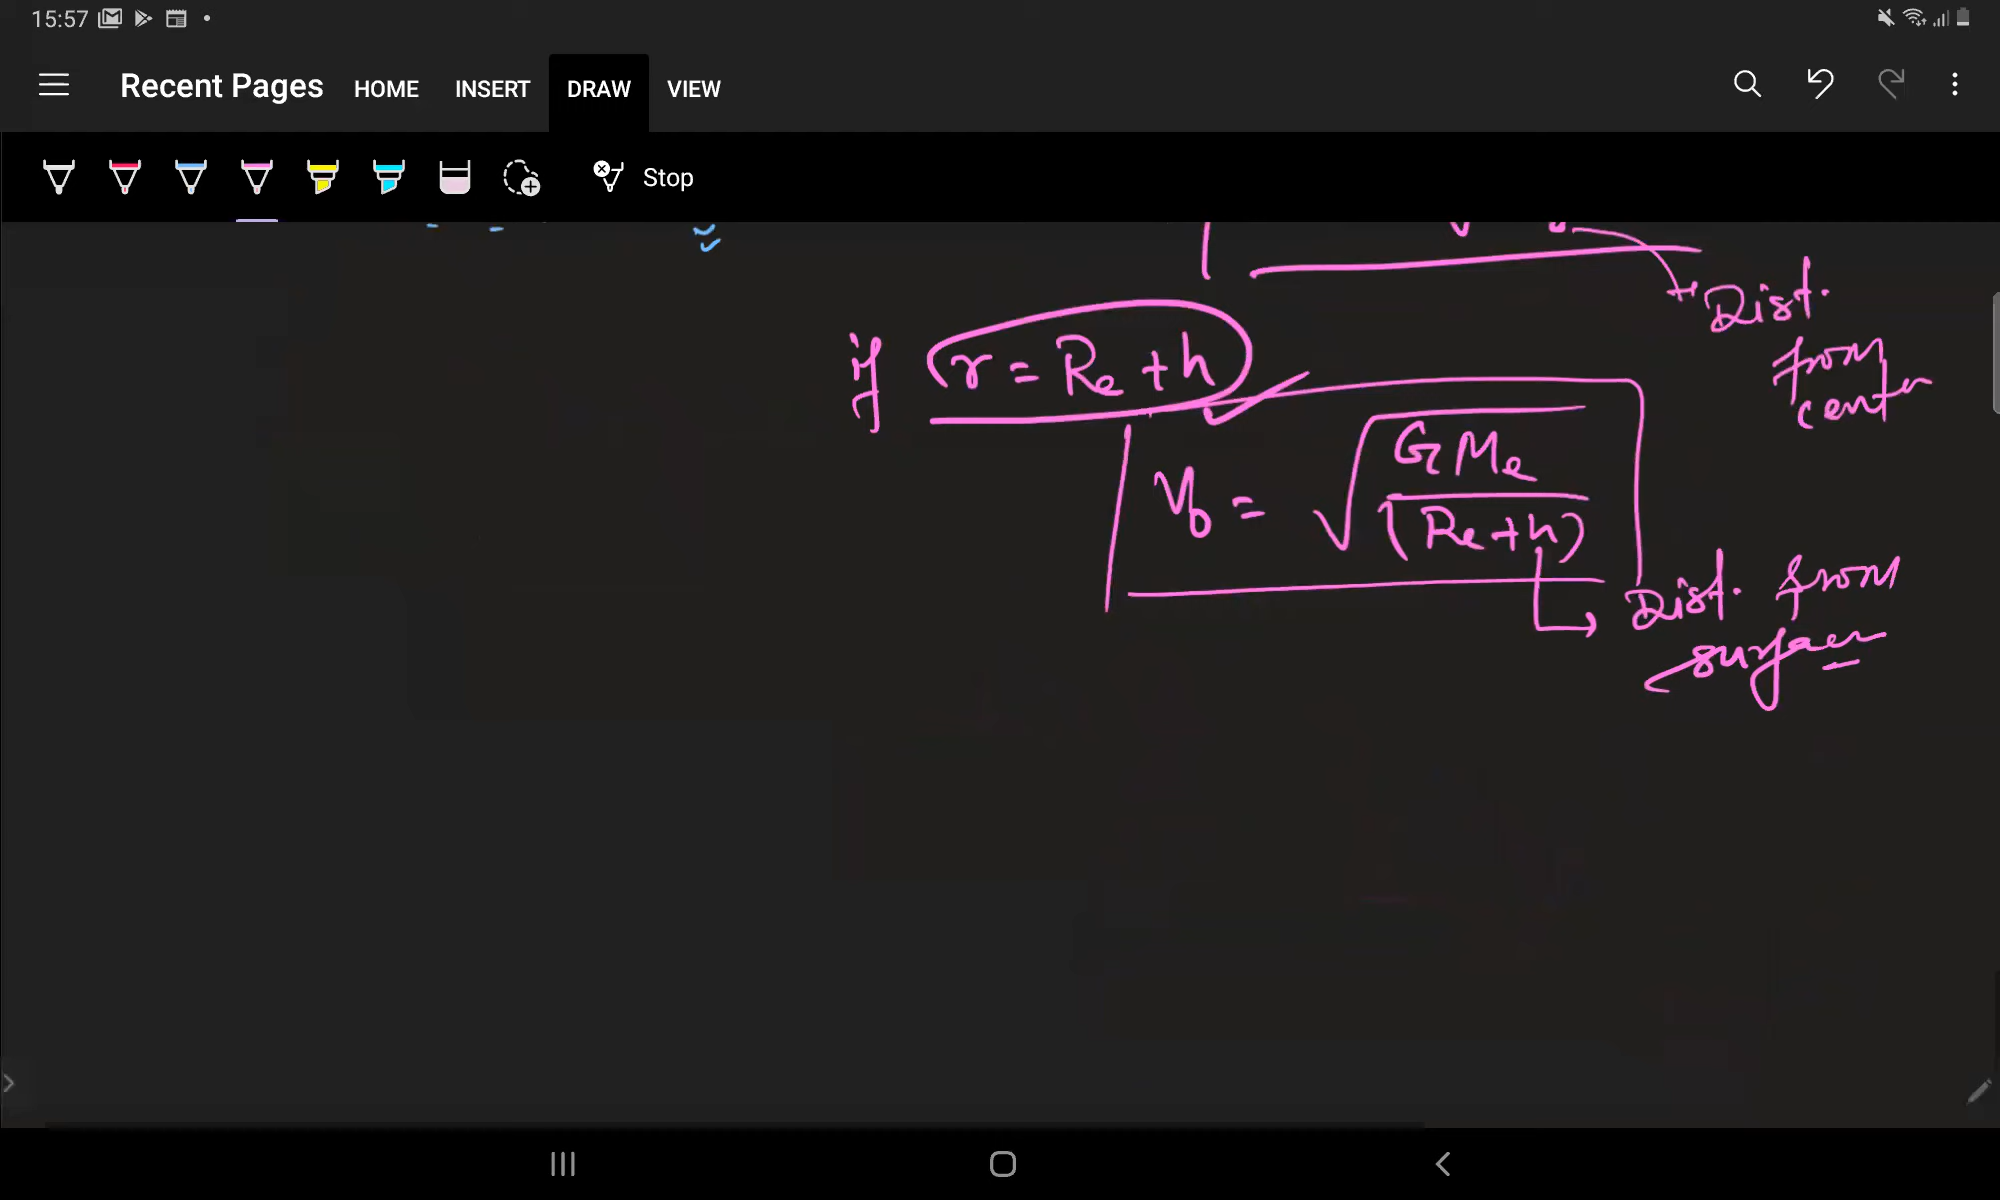 15:57
Recent Pages HOME INSERT DRAW VIEW
Stop
Dist.
from
center
if r = Re + h
V₀ = √(GMe / (Re + h))
Dist. from
surface